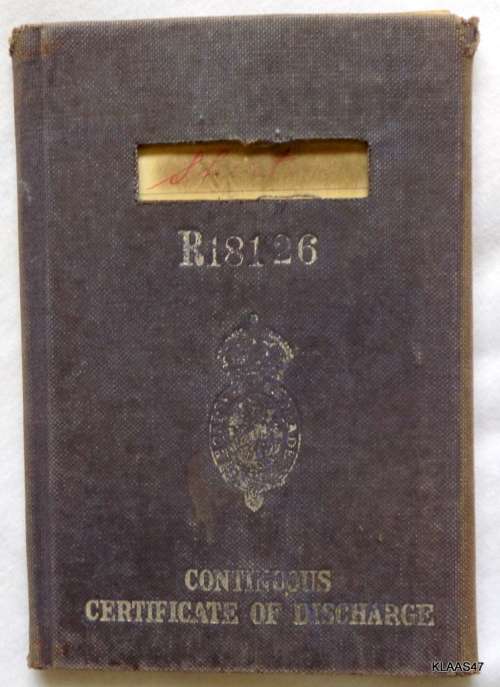 R18126
CONTINUOUS
CERTIFICATE OF DISCHARGE
KLAAS47